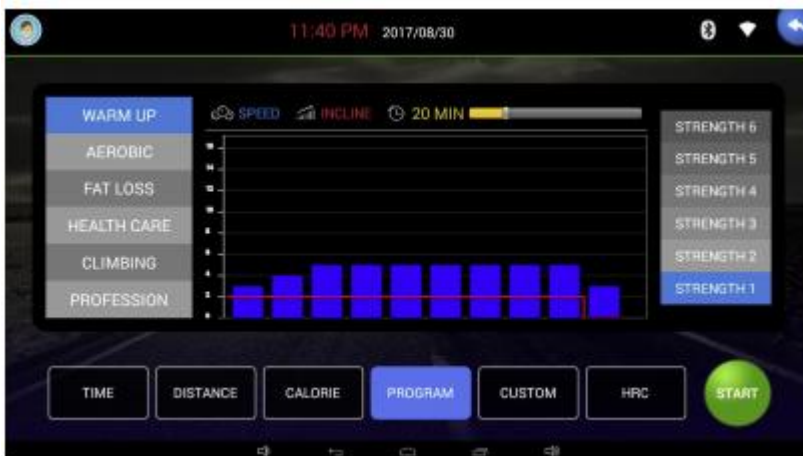 11:40 PM 2017/08/30
WARM UP
AEROBIC
FAT LOSS
HEALTH CARE
CLIMBING
PROFESSION
SPEED INCLINE 20 MIN
STRENGTH 6
STRENGTH 5
STRENGTH 4
STRENGTH 3
STRENGTH 2
STRENGTH 1
TIME
DISTANCE
CALORIE
PROGRAM
CUSTOM
HRC
START